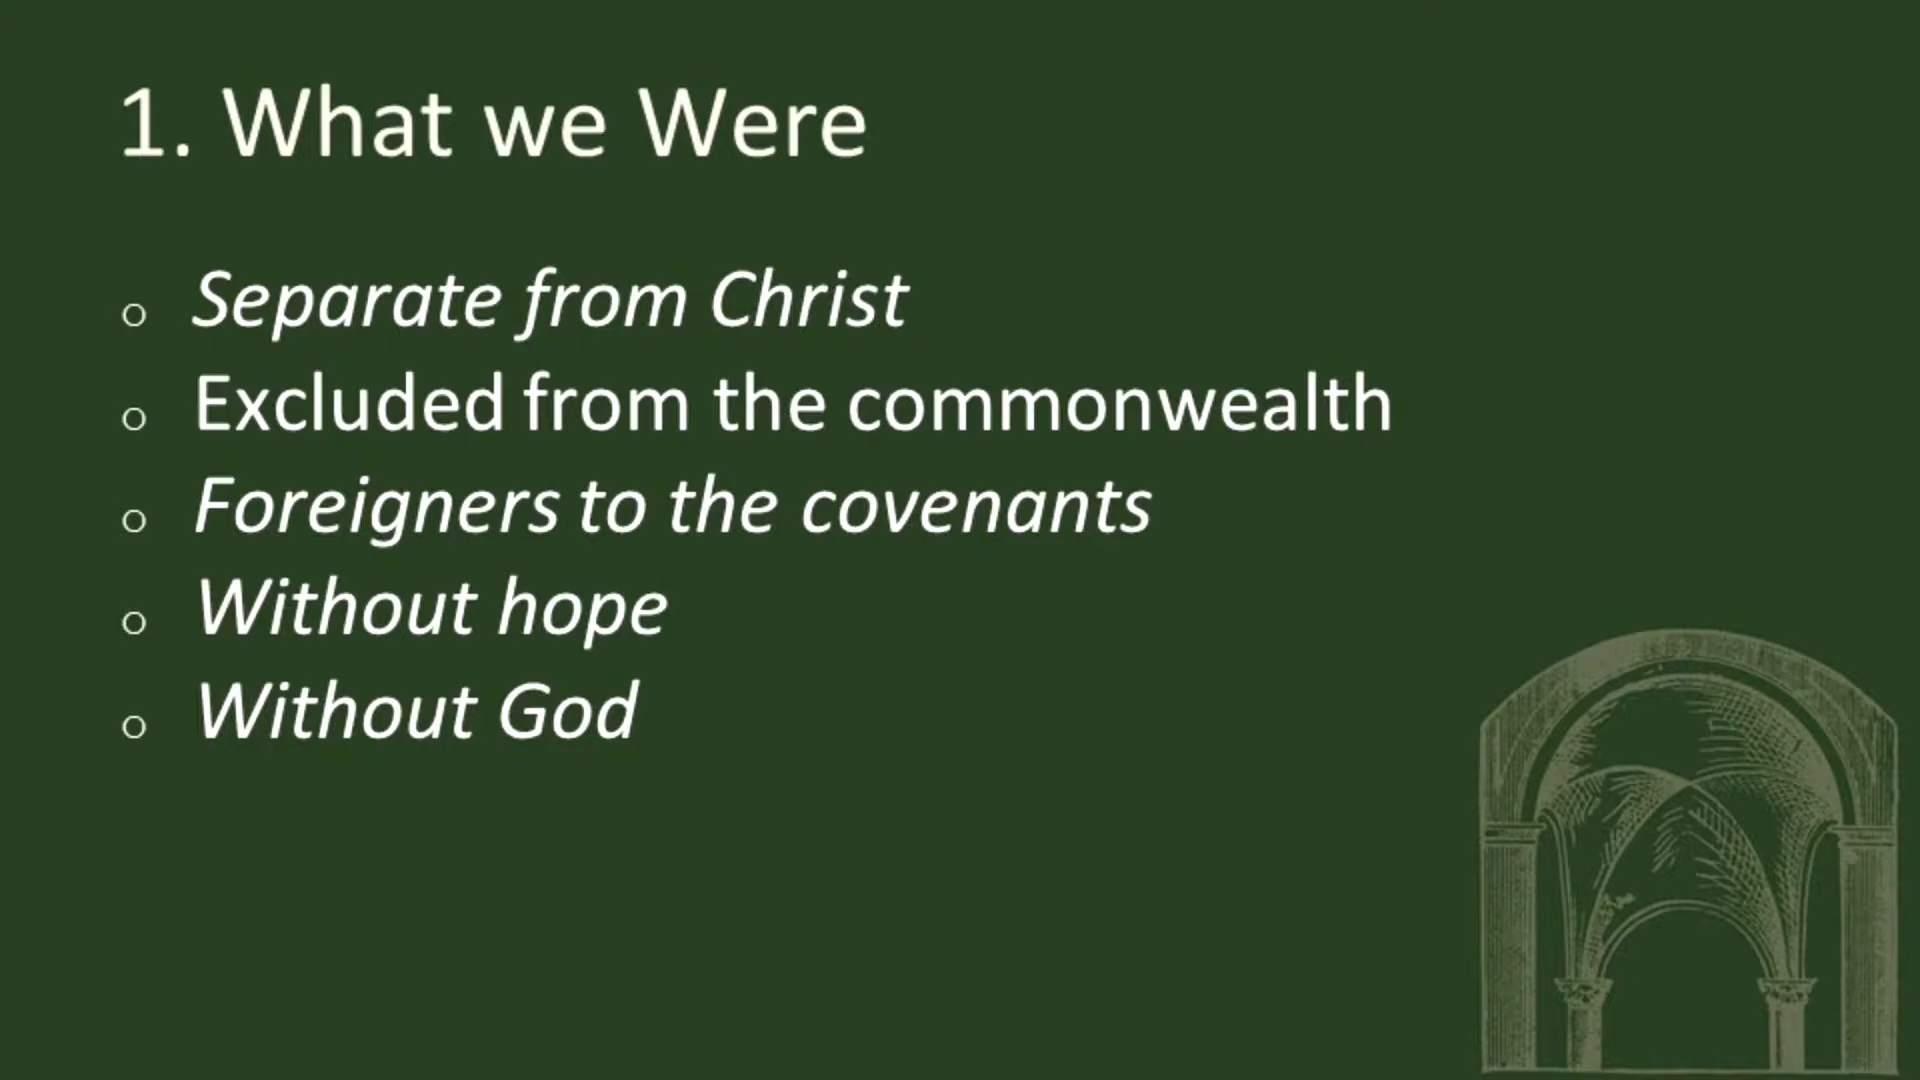 1. What we Were
○ Separate from Christ
○ Excluded from the commonwealth
○ Foreigners to the covenants
○ Without hope
○ Without God